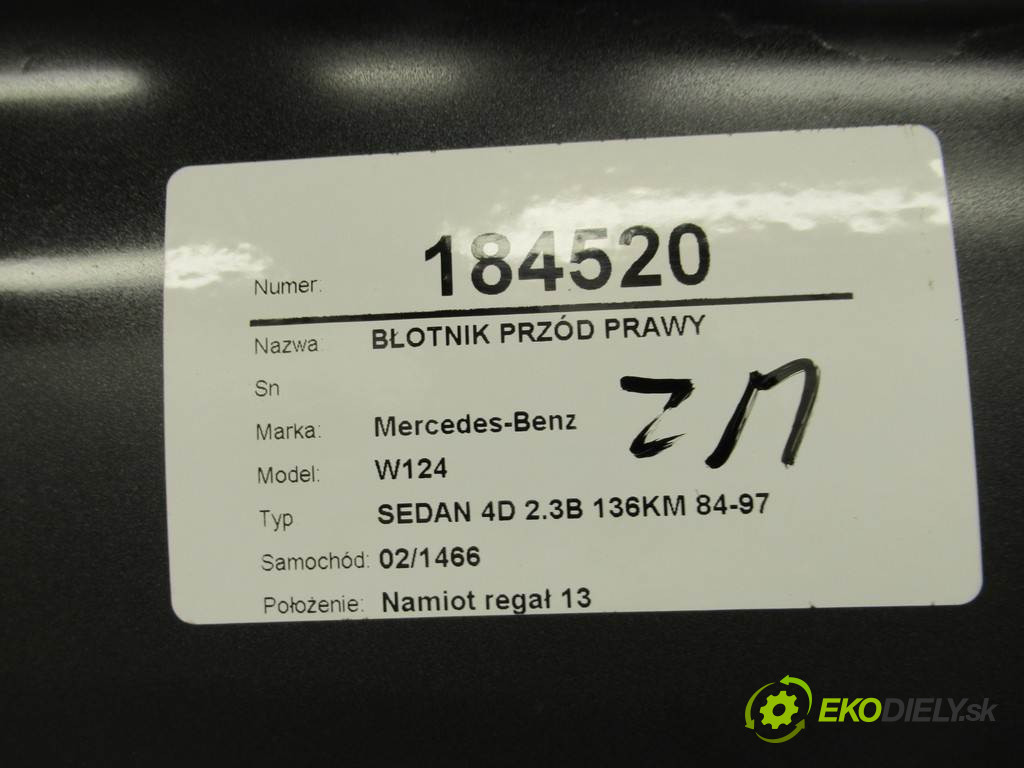 Numer. 184520
Nazwa: BŁOTNIK PRZÓD PRAWY
Sn
Marka: Mercedes-Benz
Model: W124
Typ SEDAN 4D 2.3B 136KM 84-97
Samochód: 02/1466
Położenie: Namiot regał 13
EKODIELY.sk